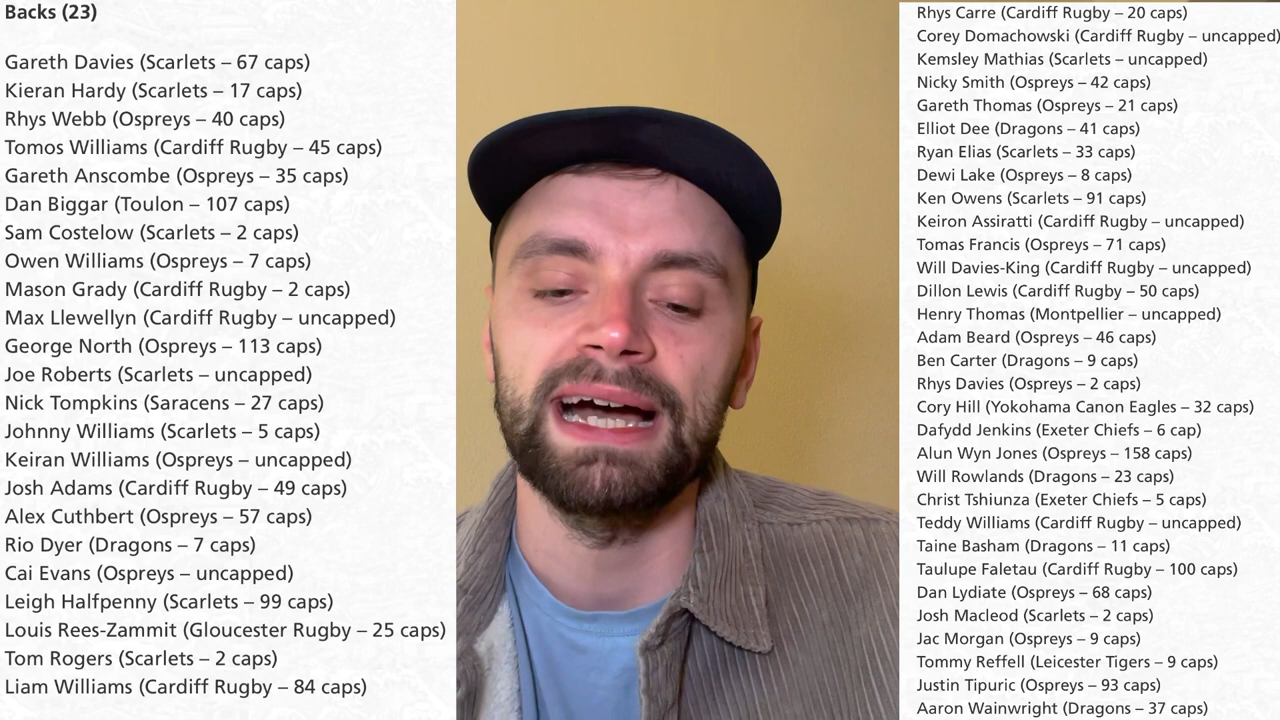 Backs (23)
Gareth Davies (Scarlets – 67 caps)
Kieran Hardy (Scarlets – 17 caps)
Rhys Webb (Ospreys – 40 caps)
Tomos Williams (Cardiff Rugby – 45 caps)
Gareth Anscombe (Ospreys – 35 caps)
Dan Biggar (Toulon – 107 caps)
Sam Costelow (Scarlets – 2 caps)
Owen Williams (Ospreys – 7 caps)
Mason Grady (Cardiff Rugby – 2 caps)
Max Llewellyn (Cardiff Rugby – uncapped)
George North (Ospreys – 113 caps)
Joe Roberts (Scarlets – uncapped)
Nick Tompkins (Saracens – 27 caps)
Johnny Williams (Scarlets – 5 caps)
Keiran Williams (Ospreys – uncapped)
Josh Adams (Cardiff Rugby – 49 caps)
Alex Cuthbert (Ospreys – 57 caps)
Rio Dyer (Dragons – 7 caps)
Cai Evans (Ospreys – uncapped)
Leigh Halfpenny (Scarlets – 99 caps)
Louis Rees-Zammit (Gloucester Rugby – 25 caps)
Tom Rogers (Scarlets – 2 caps)
Liam Williams (Cardiff Rugby – 84 caps)
Rhys Carre (Cardiff Rugby – 20 caps)
Corey Domachowski (Cardiff Rugby – uncapped)
Kemsley Mathias (Scarlets – uncapped)
Nicky Smith (Ospreys – 42 caps)
Gareth Thomas (Ospreys – 21 caps)
Elliot Dee (Dragons – 41 caps)
Ryan Elias (Scarlets – 33 caps)
Dewi Lake (Ospreys – 8 caps)
Ken Owens (Scarlets – 91 caps)
Keiron Assiratti (Cardiff Rugby – uncapped)
Tomas Francis (Ospreys – 71 caps)
Will Davies-King (Cardiff Rugby – uncapped)
Dillon Lewis (Cardiff Rugby – 50 caps)
Henry Thomas (Montpellier – uncapped)
Adam Beard (Ospreys – 46 caps)
Ben Carter (Dragons – 9 caps)
Rhys Davies (Ospreys – 2 caps)
Cory Hill (Yokohama Canon Eagles – 32 caps)
Dafydd Jenkins (Exeter Chiefs – 6 cap)
Alun Wyn Jones (Ospreys – 158 caps)
Will Rowlands (Dragons – 23 caps)
Christ Tshiunza (Exeter Chiefs – 5 caps)
Teddy Williams (Cardiff Rugby – uncapped)
Taine Basham (Dragons – 11 caps)
Taulupe Faletau (Cardiff Rugby – 100 caps)
Dan Lydiate (Ospreys – 68 caps)
Josh Macleod (Scarlets – 2 caps)
Jac Morgan (Ospreys – 9 caps)
Tommy Reffell (Leicester Tigers – 9 caps)
Justin Tipuric (Ospreys – 93 caps)
Aaron Wainwright (Dragons – 37 caps)